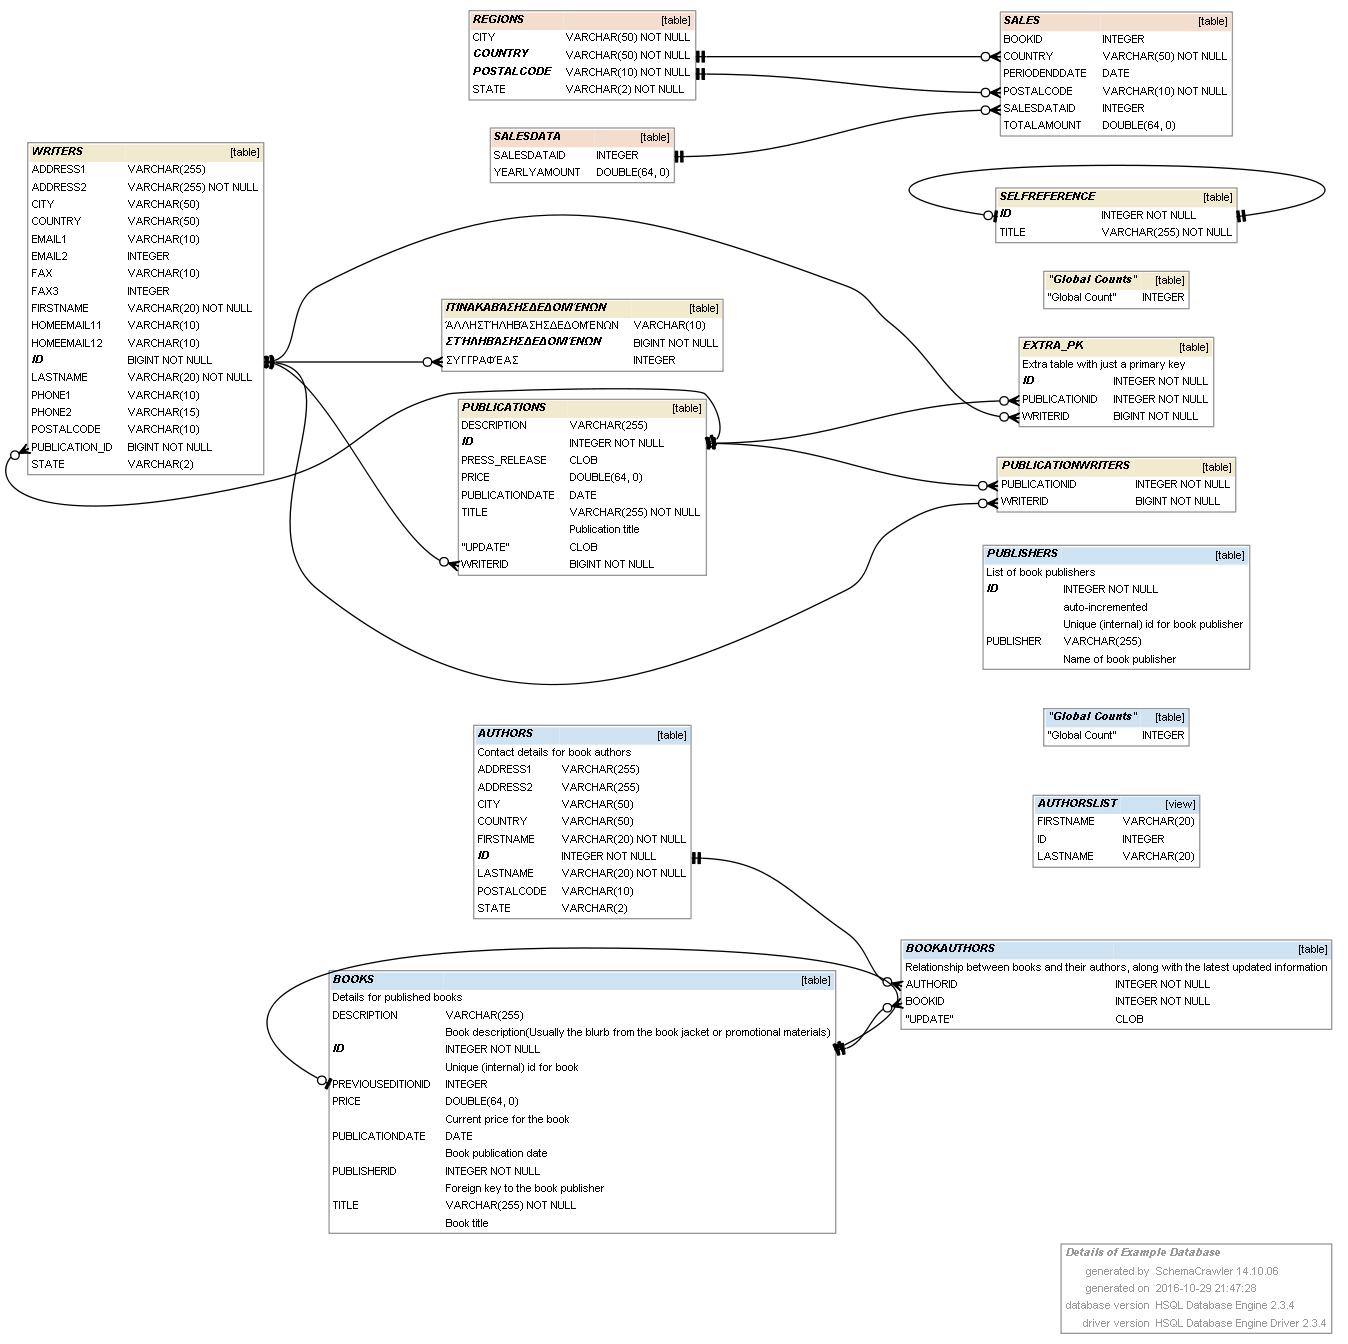 REGIONS [table]
CITY VARCHAR(50) NOT NULL
COUNTRY VARCHAR(50) NOT NULL
POSTALCODE VARCHAR(10) NOT NULL
STATE VARCHAR(2) NOT NULL
SALES [table]
BOOKID INTEGER
COUNTRY VARCHAR(50) NOT NULL
PERIODENDDATE DATE
POSTALCODE VARCHAR(10) NOT NULL
SALESDATAID INTEGER
TOTALAMOUNT DOUBLE(64, 0)
SALESDATA [table]
SALESDATAID INTEGER
YEARLYAMOUNT DOUBLE(64, 0)
WRITERS [table]
ADDRESS1 VARCHAR(255)
ADDRESS2 VARCHAR(255) NOT NULL
CITY VARCHAR(50)
COUNTRY VARCHAR(50)
EMAIL1 VARCHAR(10)
EMAIL2 INTEGER
FAX VARCHAR(10)
FAX3 INTEGER
FIRSTNAME VARCHAR(20) NOT NULL
HOMEEMAIL11 VARCHAR(10)
HOMEEMAIL12 VARCHAR(10)
ID BIGINT NOT NULL
LASTNAME VARCHAR(20) NOT NULL
PHONE1 VARCHAR(10)
PHONE2 VARCHAR(15)
POSTALCODE VARCHAR(10)
PUBLICATION_ID BIGINT NOT NULL
STATE VARCHAR(2)
SELFREFERENCE [table]
ID INTEGER NOT NULL
TITLE VARCHAR(255) NOT NULL
"Global Counts" [table]
"Global Count" INTEGER
ΠΊΝΑΚΑΒΆΣΗΣΔΕΔΟΜΈΝΩΝ [table]
ΆΛΛΗΣΤΉΛΗΒΆΣΗΣΔΕΔΟΜΈΝΩΝ VARCHAR(10)
ΣΤΉΛΗΒΆΣΗΣΔΕΔΟΜΈΝΩΝ BIGINT NOT NULL
ΣΥΓΓΡΑΦΈΑΣ INTEGER
EXTRA_PK [table]
Extra table with just a primary key
ID INTEGER NOT NULL
PUBLICATIONID INTEGER NOT NULL
WRITERID BIGINT NOT NULL
PUBLICATIONS [table]
DESCRIPTION VARCHAR(255)
ID INTEGER NOT NULL
PRESS_RELEASE CLOB
PRICE DOUBLE(64, 0)
PUBLICATIONDATE DATE
TITLE VARCHAR(255) NOT NULL
Publication title
"UPDATE" CLOB
WRITERID BIGINT NOT NULL
PUBLICATIONWRITERS [table]
PUBLICATIONID INTEGER NOT NULL
WRITERID BIGINT NOT NULL
PUBLISHERS [table]
List of book publishers
ID INTEGER NOT NULL
auto-incremented
Unique (internal) id for book publisher
PUBLISHER VARCHAR(255)
Name of book publisher
"Global Counts" [table]
"Global Count" INTEGER
AUTHORS [table]
Contact details for book authors
ADDRESS1 VARCHAR(255)
ADDRESS2 VARCHAR(255)
CITY VARCHAR(50)
COUNTRY VARCHAR(50)
FIRSTNAME VARCHAR(20) NOT NULL
ID INTEGER NOT NULL
LASTNAME VARCHAR(20) NOT NULL
POSTALCODE VARCHAR(10)
STATE VARCHAR(2)
AUTHORSLIST [view]
FIRSTNAME VARCHAR(20)
ID INTEGER
LASTNAME VARCHAR(20)
BOOKAUTHORS [table]
Relationship between books and their authors, along with the latest updated information
AUTHORID INTEGER NOT NULL
BOOKID INTEGER NOT NULL
"UPDATE" CLOB
BOOKS [table]
Details for published books
DESCRIPTION VARCHAR(255)
Book description(Usually the blurb from the book jacket or promotional materials)
ID INTEGER NOT NULL
Unique (internal) id for book
PREVIOUSEDITIONID INTEGER
PRICE DOUBLE(64, 0)
Current price for the book
PUBLICATIONDATE DATE
Book publication date
PUBLISHERID INTEGER NOT NULL
Foreign key to the book publisher
TITLE VARCHAR(255) NOT NULL
Book title
Details of Example Database
generated by SchemaCrawler 14.10.06
generated on 2016-10-29 21:47:28
database version HSQL Database Engine 2.3.4
driver version HSQL Database Engine Driver 2.3.4